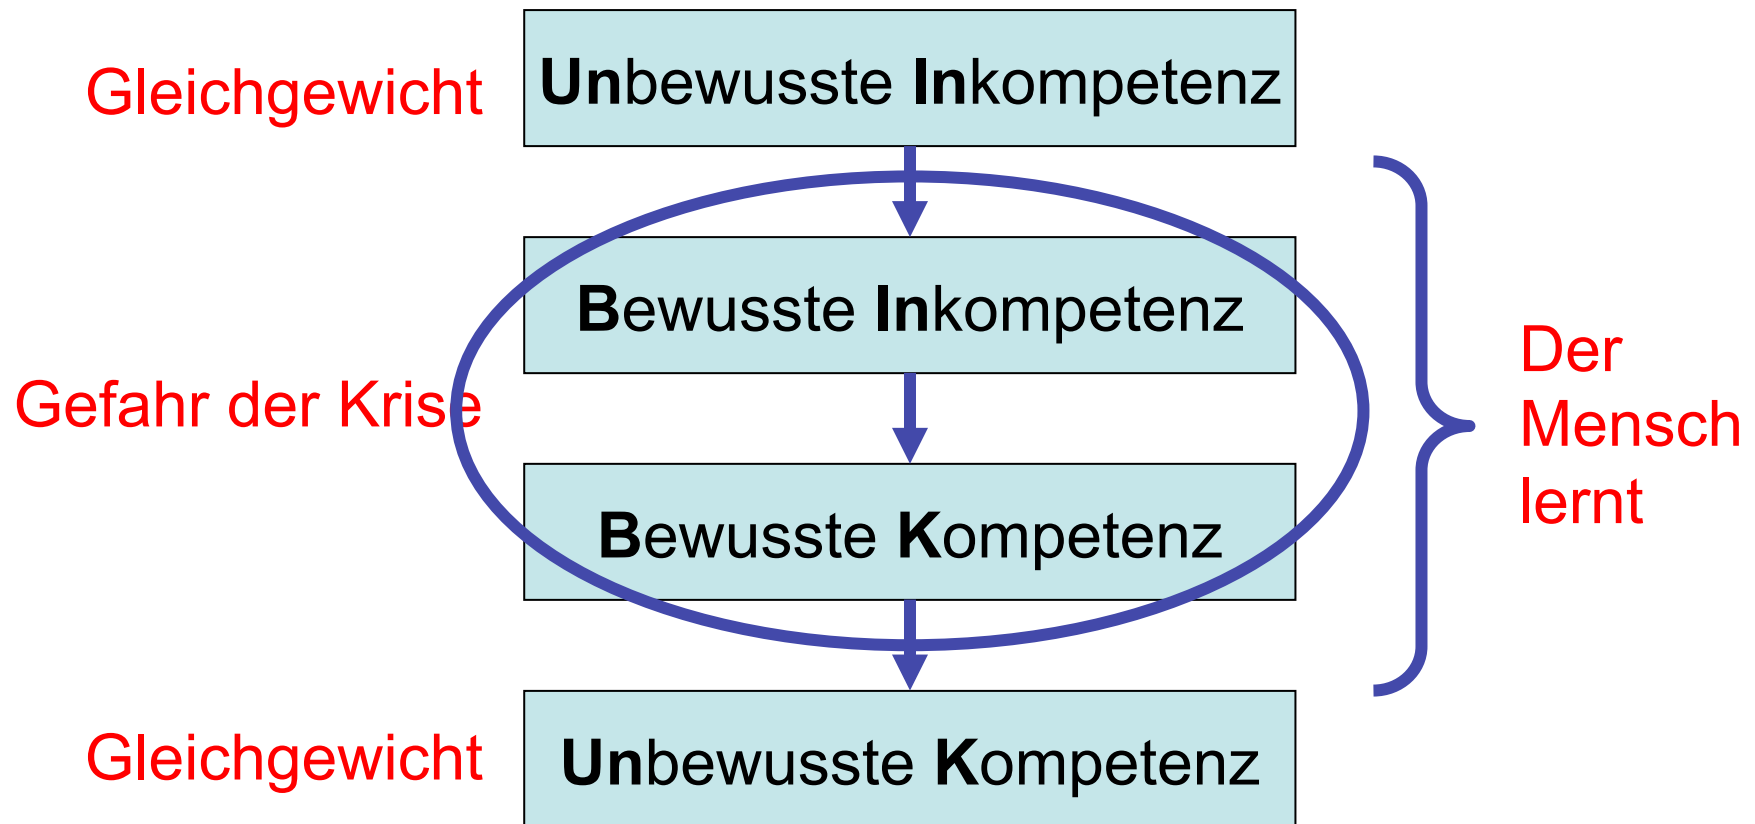 Gleichgewicht
Unbewusste Inkompetenz
Bewusste Inkompetenz
Gefahr der Krise
Bewusste Kompetenz
Gleichgewicht
Unbewusste Kompetenz
Der
Mensch
lernt